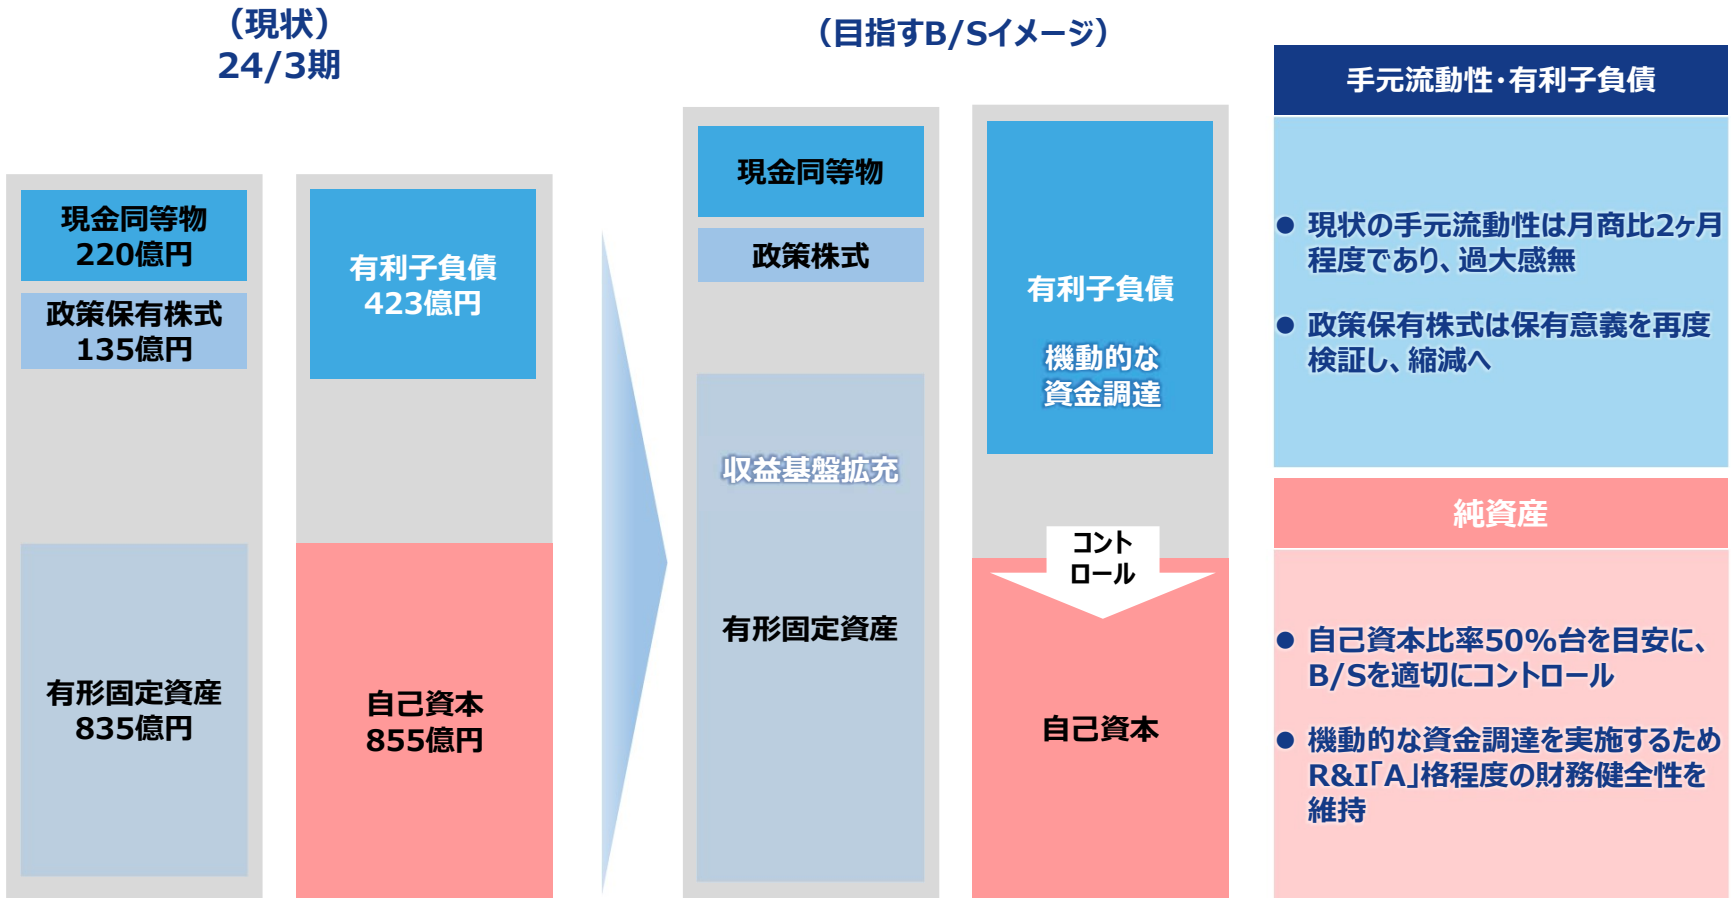 （現状）
24/3期
現金同等物
220億円
政策保有株式
135億円
有形固定資産
835億円
有利子負債
423億円
自己資本
855億円
（目指すB/Sイメージ）
現金同等物
政策株式
収益基盤拡充
有形固定資産
有利子負債
機動的な
資金調達
コント
ロール
自己資本
手元流動性・有利子負債
● 現状の手元流動性は月商比2ヶ月
程度であり、過大感無
● 政策保有株式は保有意義を再度
検証し、縮減へ
純資産
● 自己資本比率50%台を目安に、
B/Sを適切にコントロール
● 機動的な資金調達を実施するため
R&I「A」格程度の財務健全性を
維持